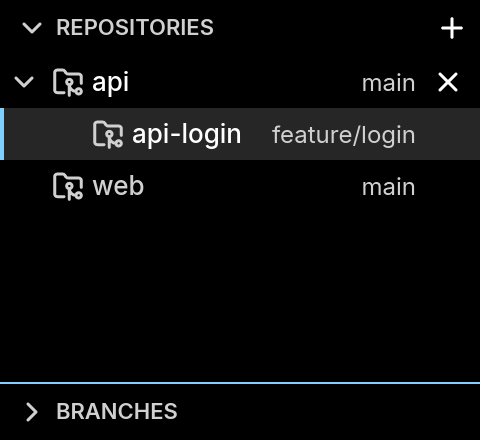 REPOSITORIES
api main
api-login feature/login
web main
BRANCHES